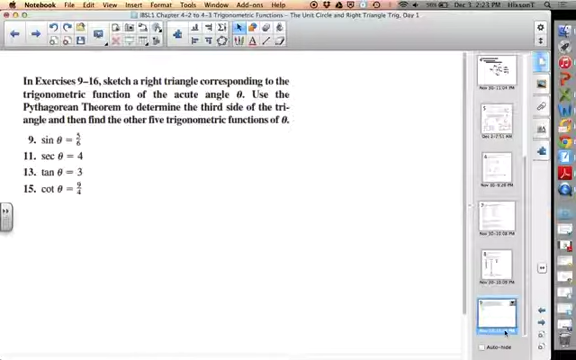 Notebook File Edit View Insert Format Tools Add-ons Window Help
IBSL1 Chapter 4-2 to 4-3 Trigonometric Functions - The Unit Circle and Right Triangle Trig, Day 1
In Exercises 9–16, sketch a right triangle corresponding to the
trigonometric function of the acute angle θ. Use the
Pythagorean Theorem to determine the third side of the tri-
angle and then find the other five trigonometric functions of θ.
9. sin θ = 5/6
11. sec θ = 4
13. tan θ = 3
15. cot θ = 9/4
Auto-hide